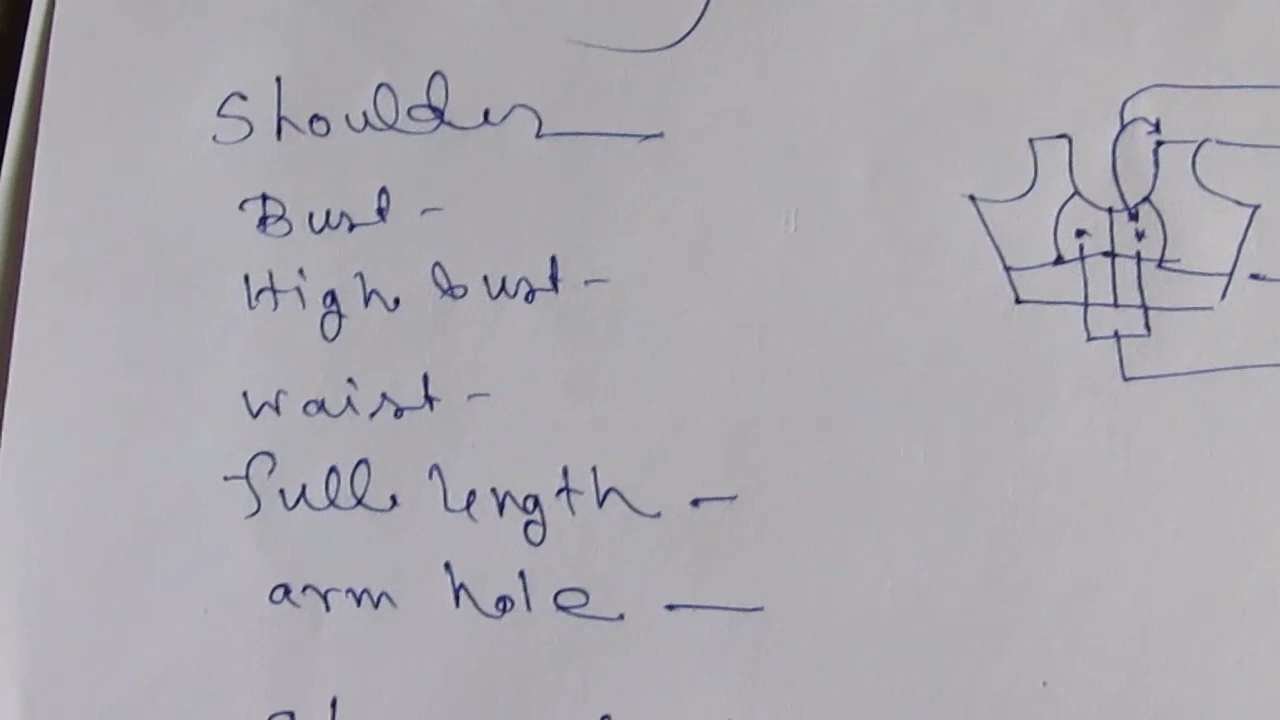 Shoulder —
Bust -
High bust -
waist -
full length -
arm hole —